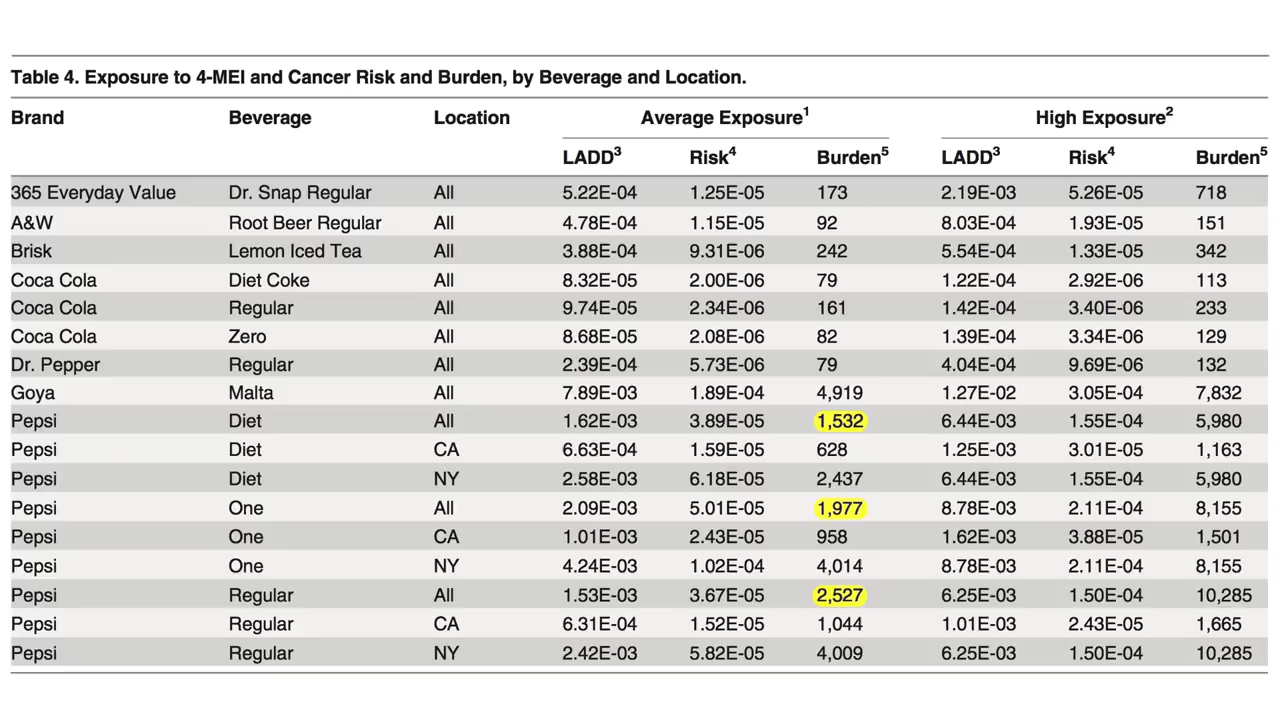 Table 4. Exposure to 4-MEI and Cancer Risk and Burden, by Beverage and Location.
Brand Beverage Location Average Exposure1 High Exposure2
LADD3 Risk4 Burden5 LADD3 Risk4 Burden5
365 Everyday Value Dr. Snap Regular All 5.22E-04 1.25E-05 173 2.19E-03 5.26E-05 718
A&W Root Beer Regular All 4.78E-04 1.15E-05 92 8.03E-04 1.93E-05 151
Brisk Lemon Iced Tea All 3.88E-04 9.31E-06 242 5.54E-04 1.33E-05 342
Coca Cola Diet Coke All 8.32E-05 2.00E-06 79 1.22E-04 2.92E-06 113
Coca Cola Regular All 9.74E-05 2.34E-06 161 1.42E-04 3.40E-06 233
Coca Cola Zero All 8.68E-05 2.08E-06 82 1.39E-04 3.34E-06 129
Dr. Pepper Regular All 2.39E-04 5.73E-06 79 4.04E-04 9.69E-06 132
Goya Malta All 7.89E-03 1.89E-04 4,919 1.27E-02 3.05E-04 7,832
Pepsi Diet All 1.62E-03 3.89E-05 1,532 6.44E-03 1.55E-04 5,980
Pepsi Diet CA 6.63E-04 1.59E-05 628 1.25E-03 3.01E-05 1,163
Pepsi Diet NY 2.58E-03 6.18E-05 2,437 6.44E-03 1.55E-04 5,980
Pepsi One All 2.09E-03 5.01E-05 1,977 8.78E-03 2.11E-04 8,155
Pepsi One CA 1.01E-03 2.43E-05 958 1.62E-03 3.88E-05 1,501
Pepsi One NY 4.24E-03 1.02E-04 4,014 8.78E-03 2.11E-04 8,155
Pepsi Regular All 1.53E-03 3.67E-05 2,527 6.25E-03 1.50E-04 10,285
Pepsi Regular CA 6.31E-04 1.52E-05 1,044 1.01E-03 2.43E-05 1,665
Pepsi Regular NY 2.42E-03 5.82E-05 4,009 6.25E-03 1.50E-04 10,285